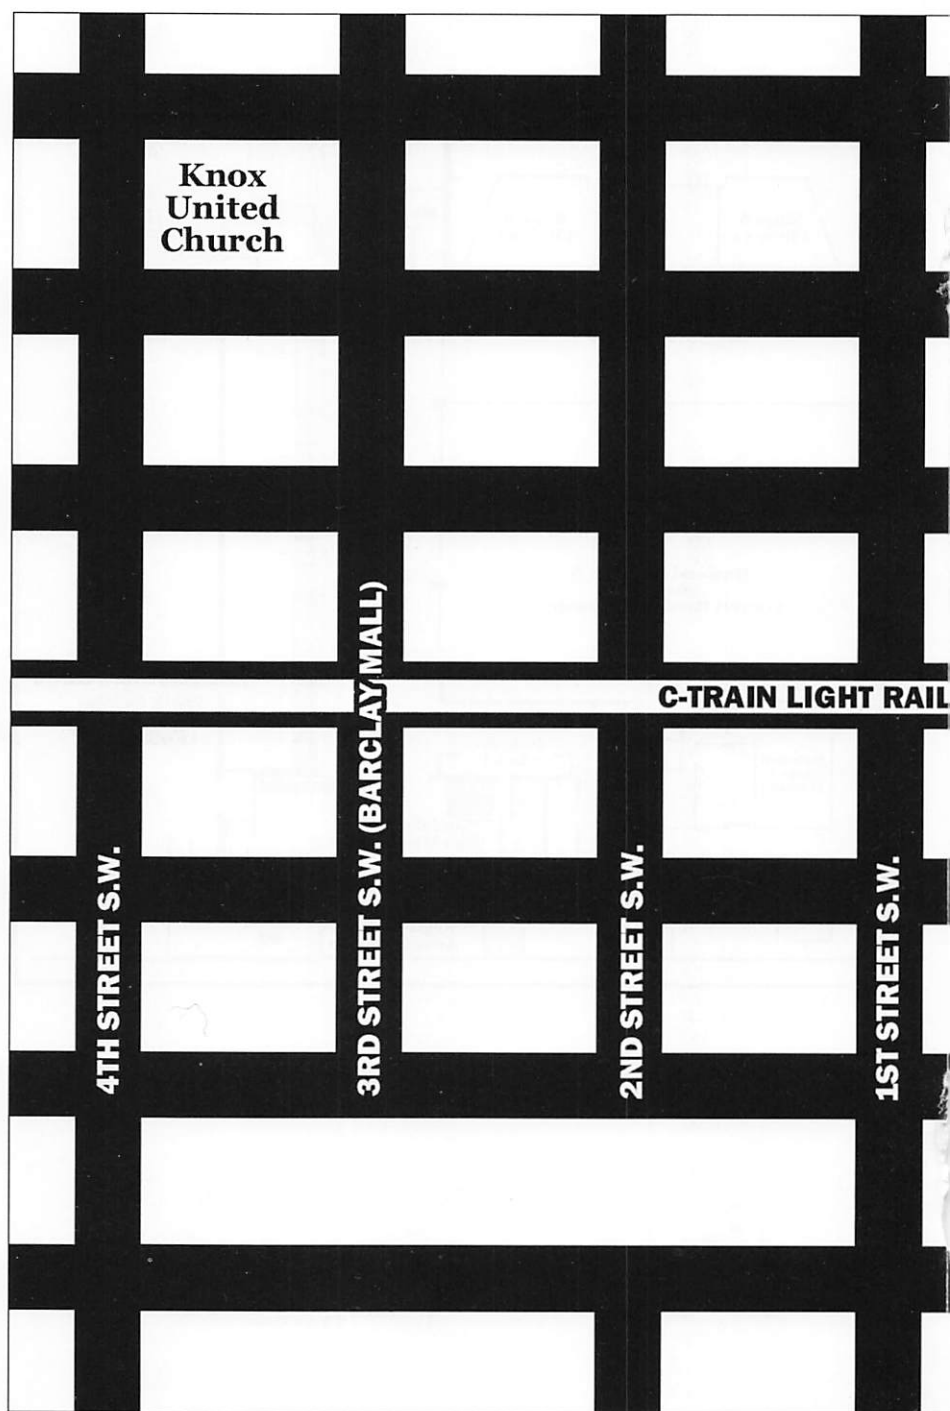 Knox
United
Church
C-TRAIN LIGHT RAIL
4TH STREET S.W.
3RD STREET S.W. (BARCLAY MALL)
2ND STREET S.W.
1ST STREET S.W.